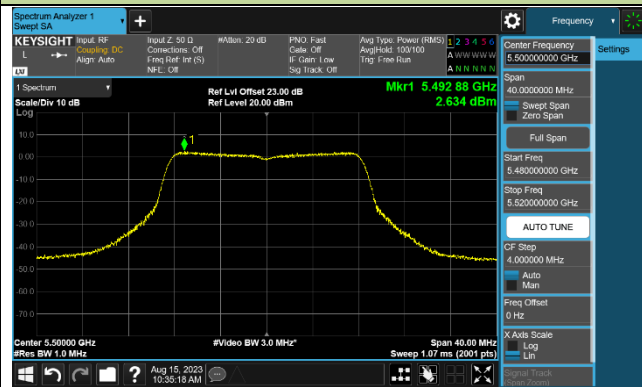 Spectrum Analyzer 1
Swept SA
Frequency
KEYSIGHT
Input: RF
Coupling: DC
Align: Auto
Input Z: 50 Ω
Corrections: Off
Freq Ref: Int (S)
NFE: Off
#Atten: 20 dB
PNO: Fast
Gate: Off
IF Gain: Low
Sig Track: Off
Avg Type: Power (RMS)
Avg|Hold: 100/100
Trig: Free Run
1 2 3 4 5 6
A W W W W W
A N N N N N
L
LXI
1 Spectrum
Scale/Div 10 dB
Log
Ref Lvl Offset 23.00 dB
Ref Level 20.00 dBm
Mkr1 5.492 88 GHz
2.634 dBm
1
10.0
0.00
-10.0
-20.0
-30.0
-40.0
-50.0
-60.0
-70.0
Center 5.50000 GHz
#Res BW 1.0 MHz
#Video BW 3.0 MHz*
Span 40.00 MHz
Sweep 1.07 ms (2001 pts)
Aug 15, 2023
10:35:18 AM
?
Center Frequency
5.500000000 GHz
Settings
Span
40.0000000 MHz
Swept Span
Zero Span
Full Span
Start Freq
5.480000000 GHz
Stop Freq
5.520000000 GHz
AUTO TUNE
CF Step
4.000000 MHz
Auto
Man
Freq Offset
0 Hz
X Axis Scale
Log
Lin
Signal Track
(Span Zoom)